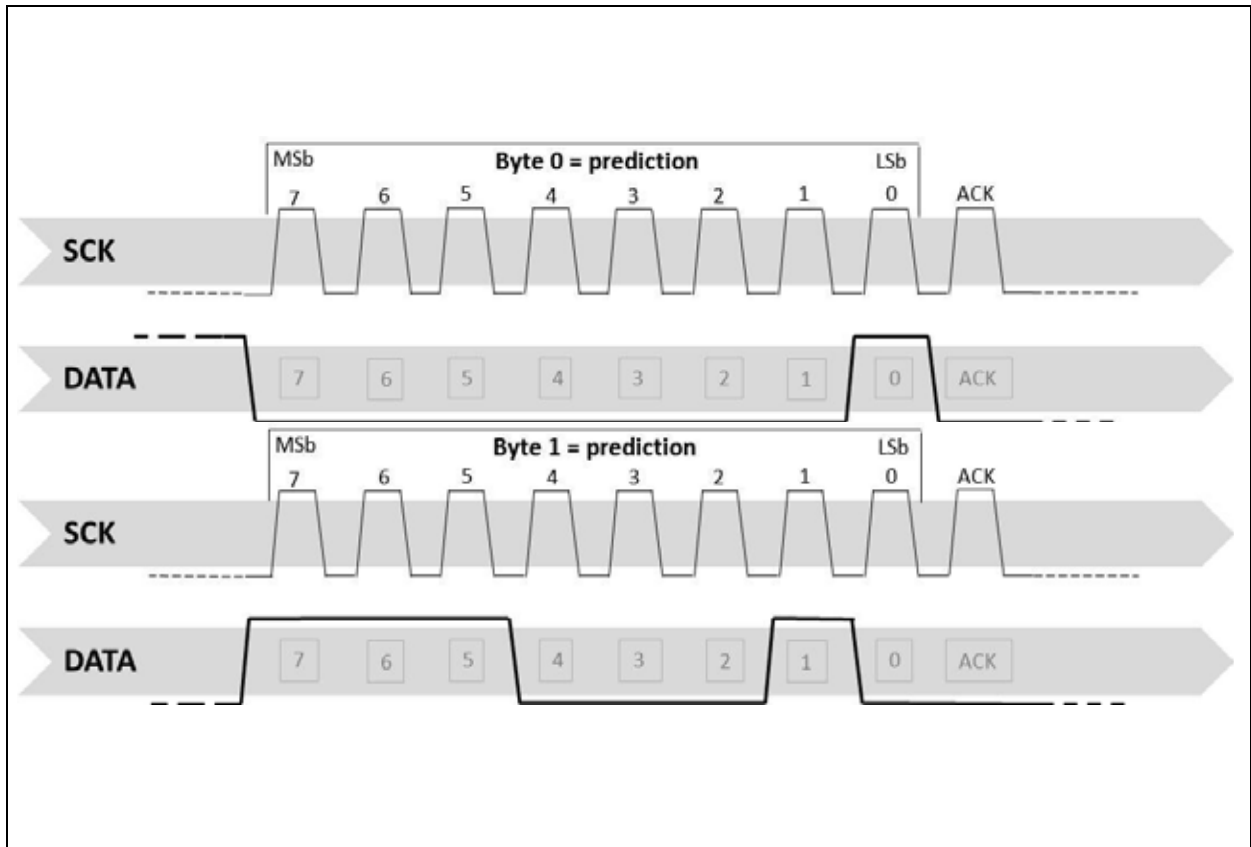 MSb Byte 0 = prediction LSb
7 6 5 4 3 2 1 0 ACK
SCK
DATA 7 6 5 4 3 2 1 0 ACK
MSb Byte 1 = prediction LSb
7 6 5 4 3 2 1 0 ACK
SCK
DATA 7 6 5 4 3 2 1 0 ACK